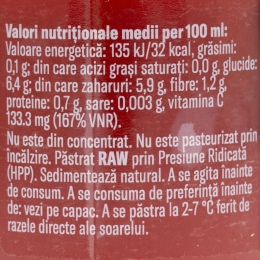 Valori nutriționale medii per 100 ml:
Valoare energetică: 135 kJ/32 kcal, grăsimi:
0,1 g; din care acizi grași saturați: 0,0 g, glucide:
6,4 g; din care zaharuri: 5,9 g, fibre: 1,2 g,
proteine: 0,7 g, sare: 0,003 g, vitamina C
133.3 mg (167% VNR).
Nu este din concentrat. Nu este pasteurizat prin
încălzire. Păstrat RAW prin Presiune Ridicată
(HPP). Sedimentează natural. A se agita înainte
de consum. A se consuma de preferință înainte
de: vezi pe capac. A se păstra la 2-7 °C ferit de
razele directe ale soarelui.